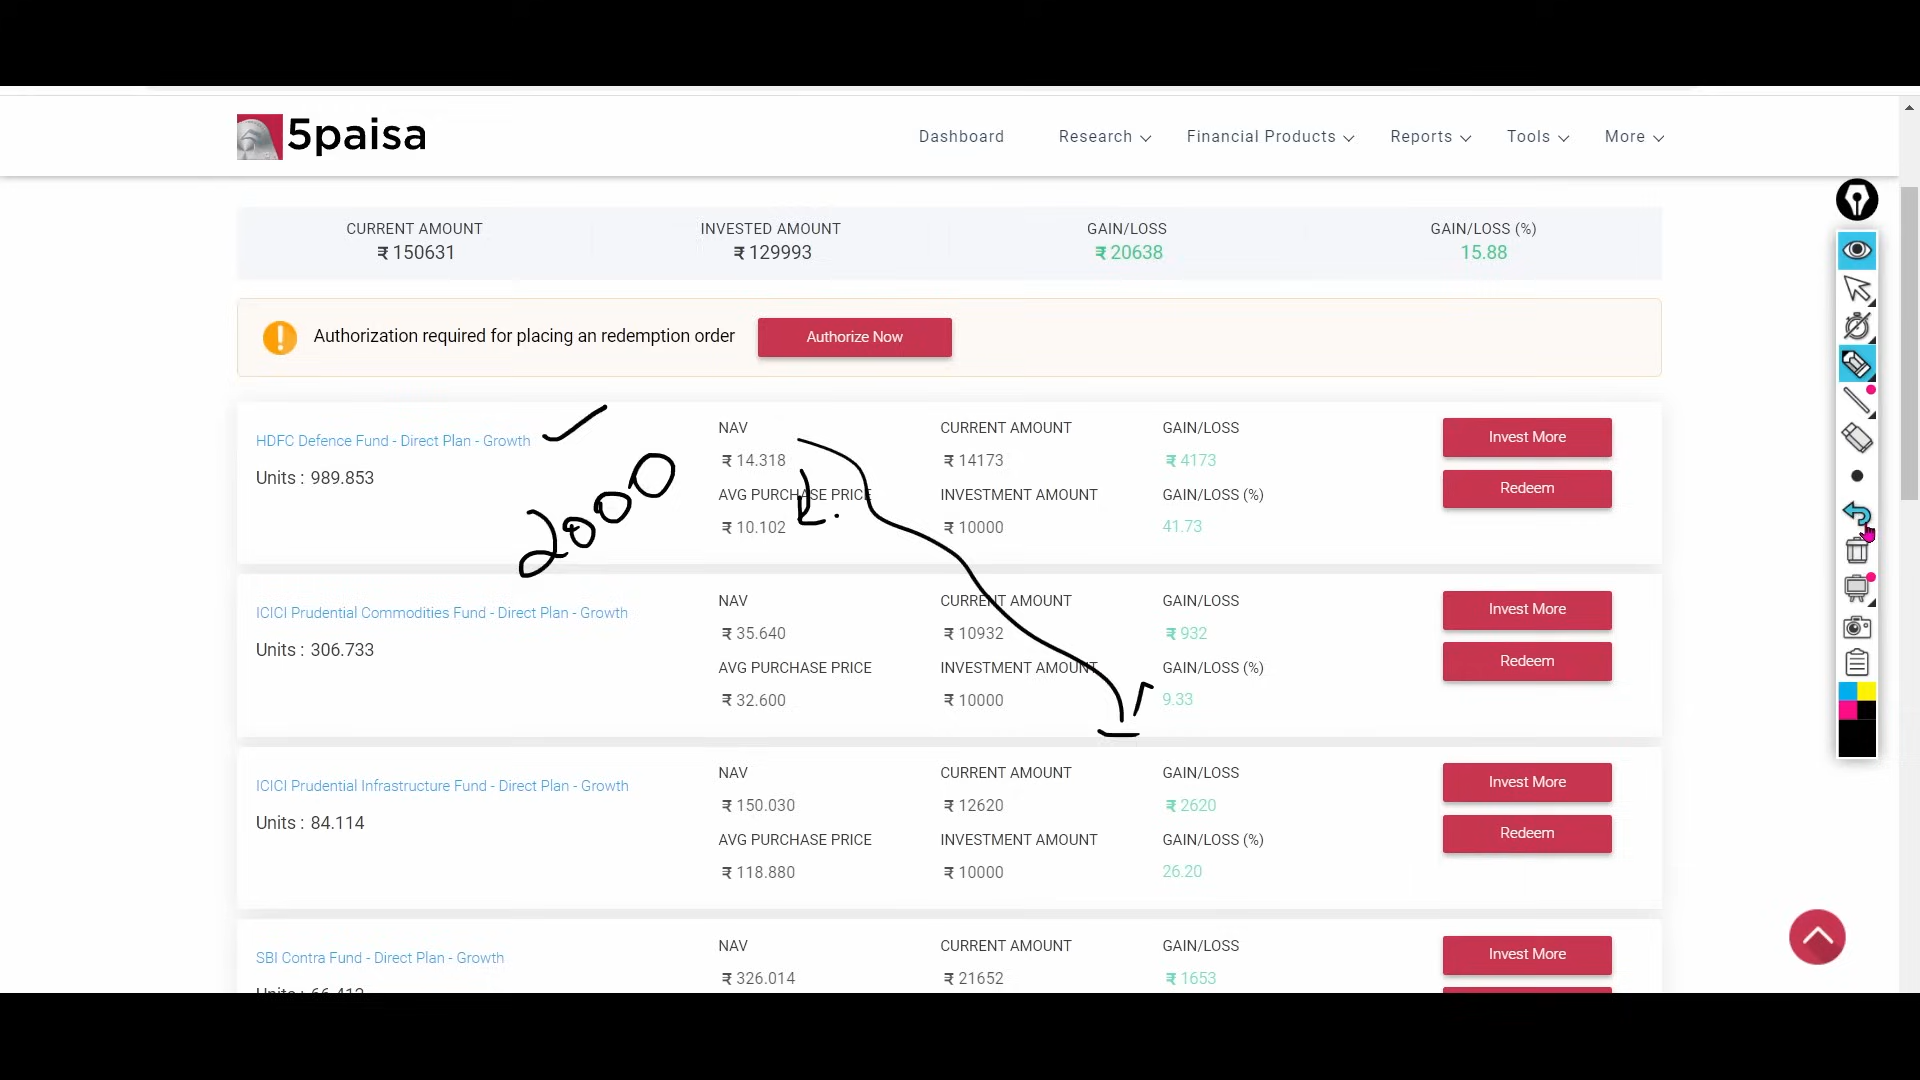 5paisa
Dashboard Research Financial Products Reports Tools More
CURRENT AMOUNT INVESTED AMOUNT GAIN/LOSS GAIN/LOSS (%)
₹ 150631 ₹ 129993 ₹ 20638 15.88
! Authorization required for placing an redemption order Authorize Now
HDFC Defence Fund - Direct Plan - Growth
Units : 989.853
2000
NAV CURRENT AMOUNT GAIN/LOSS
₹ 14.318 ₹ 14173 ₹ 4173
AVG PURCHASE PRICE INVESTMENT AMOUNT GAIN/LOSS (%)
₹ 10.102 ₹ 10000 41.73
Invest More
Redeem
ICICI Prudential Commodities Fund - Direct Plan - Growth
Units : 306.733
NAV CURRENT AMOUNT GAIN/LOSS
₹ 35.640 ₹ 10932 ₹ 932
AVG PURCHASE PRICE INVESTMENT AMOUNT GAIN/LOSS (%)
₹ 32.600 ₹ 10000 9.33
Invest More
Redeem
ICICI Prudential Infrastructure Fund - Direct Plan - Growth
Units : 84.114
NAV CURRENT AMOUNT GAIN/LOSS
₹ 150.030 ₹ 12620 ₹ 2620
AVG PURCHASE PRICE INVESTMENT AMOUNT GAIN/LOSS (%)
₹ 118.880 ₹ 10000 26.20
Invest More
Redeem
SBI Contra Fund - Direct Plan - Growth
NAV CURRENT AMOUNT GAIN/LOSS
₹ 326.014 ₹ 21652 ₹ 1653
Invest More